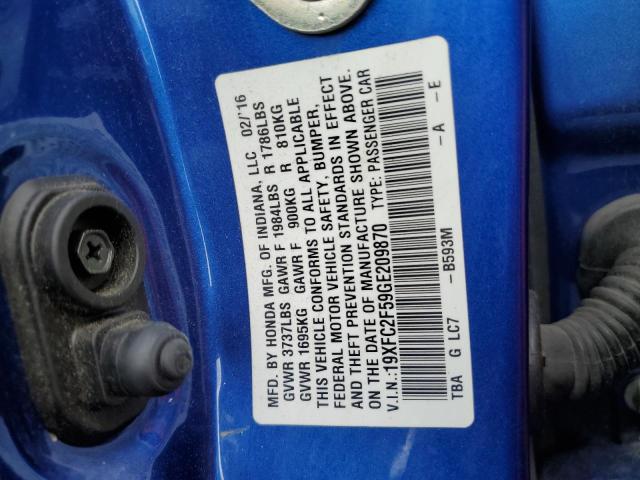 MFD. BY HONDA MFG. OF INDIANA, LLC 02/'16
GVWR 3737LBS GAWR F 1984LBS R 1786LBS
GVWR 1695KG GAWR F 900KG R 810KG
THIS VEHICLE CONFORMS TO ALL APPLICABLE
FEDERAL MOTOR VEHICLE SAFETY, BUMPER,
AND THEFT PREVENTION STANDARDS IN EFFECT
ON THE DATE OF MANUFACTURE SHOWN ABOVE.
V.I.N.:19XFC2F59GE209870 TYPE: PASSENGER CAR
TBA G LC7 -B593M -A -E